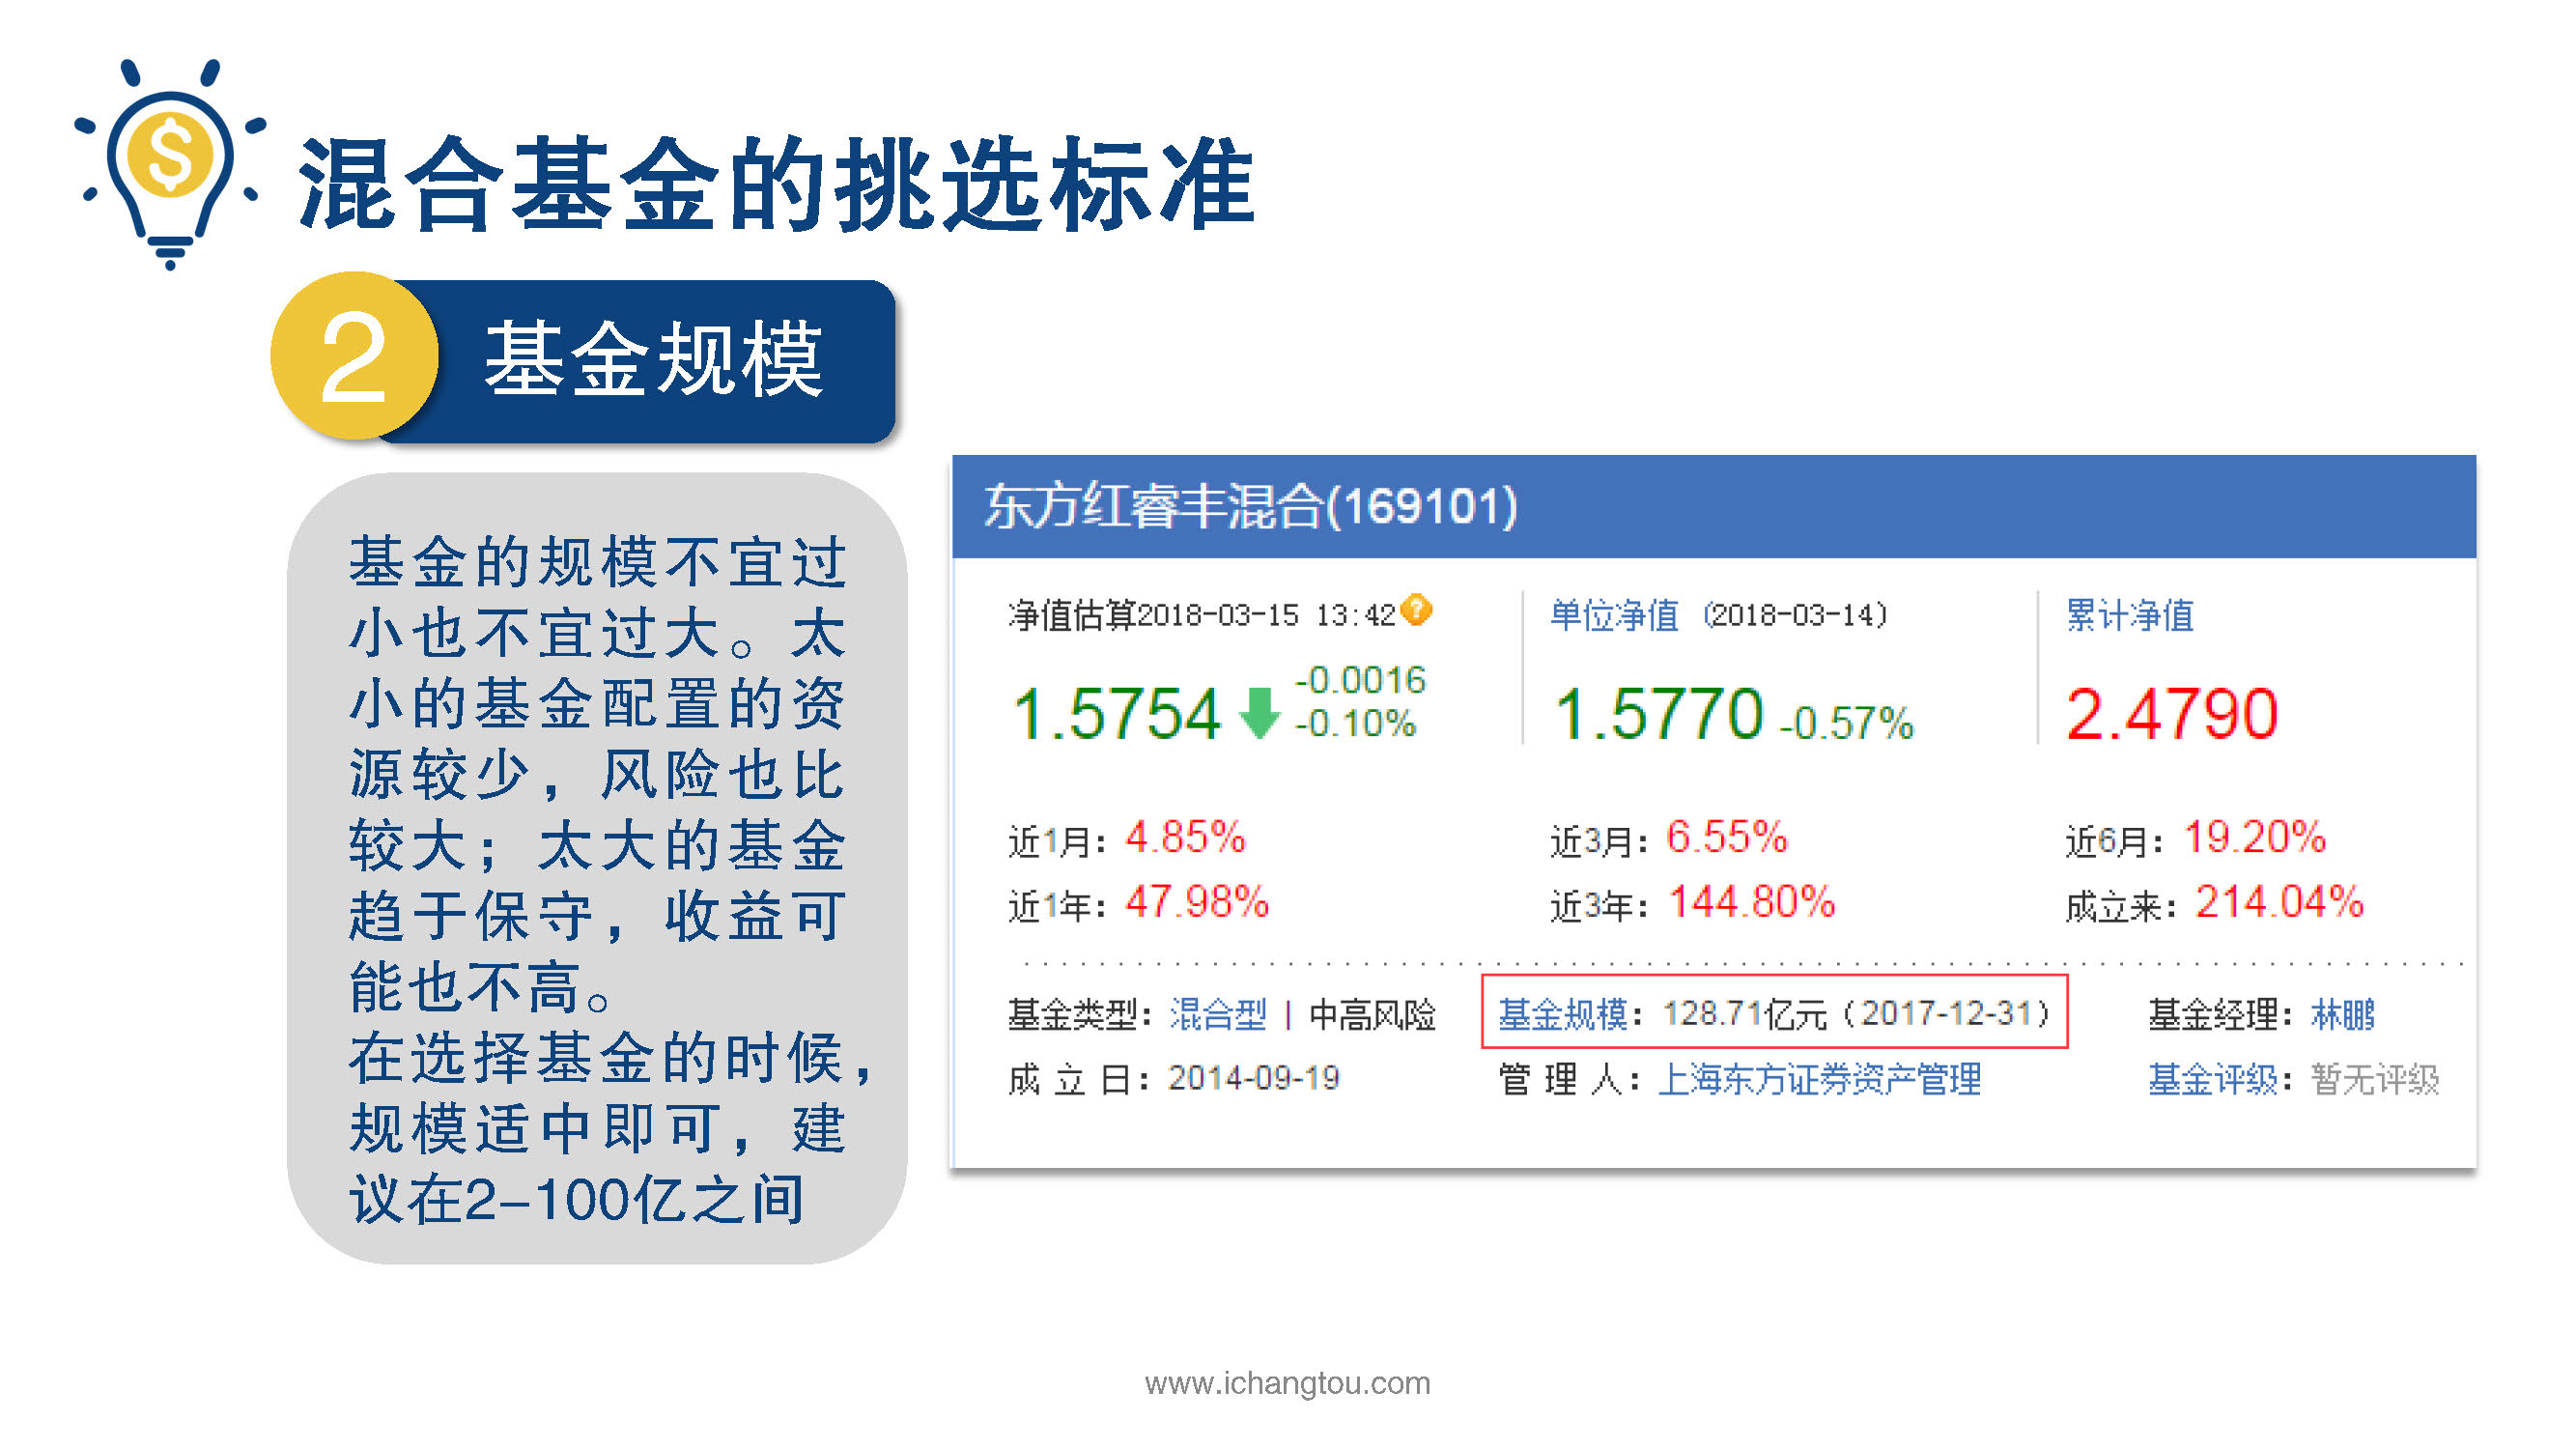 混合基金的挑选标准
2 基金规模
基金的规模不宜过
小也不宜过大。太
小的基金配置的资
源较少，风险也比
较大；太大的基金
趋于保守，收益可
能也不高。
在选择基金的时候，
规模适中即可，建
议在2-100亿之间
东方红睿丰混合(169101)
净值估算2018-03-15 13:42 单位净值（2018-03-14） 累计净值
1.5754 -0.0016 -0.10% 1.5770 -0.57% 2.4790
近1月：4.85% 近3月：6.55% 近6月：19.20%
近1年：47.98% 近3年：144.80% 成立来：214.04%
基金类型：混合型 | 中高风险 基金规模：128.71亿元（2017-12-31） 基金经理：林鹏
成 立 日：2014-09-19 管 理 人：上海东方证券资产管理 基金评级：暂无评级
www.ichangtou.com